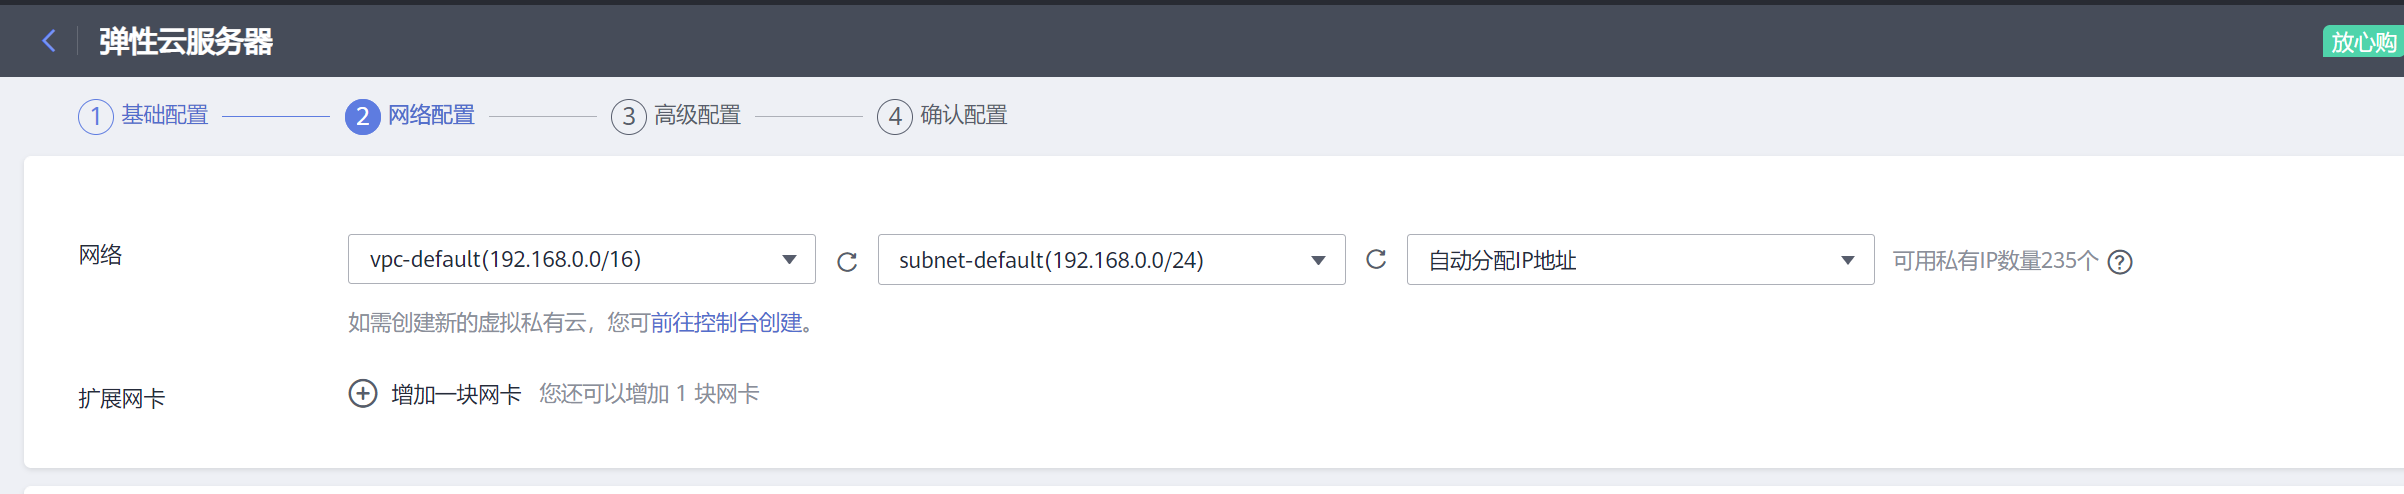 弹性云服务器
放心购
1 基础配置 2 网络配置 3 高级配置 4 确认配置
网络 vpc-default(192.168.0.0/16) subnet-default(192.168.0.0/24) 自动分配IP地址 可用私有IP数量235个 ?
如需创建新的虚拟私有云，您可前往控制台创建。
扩展网卡 增加一块网卡 您还可以增加 1 块网卡